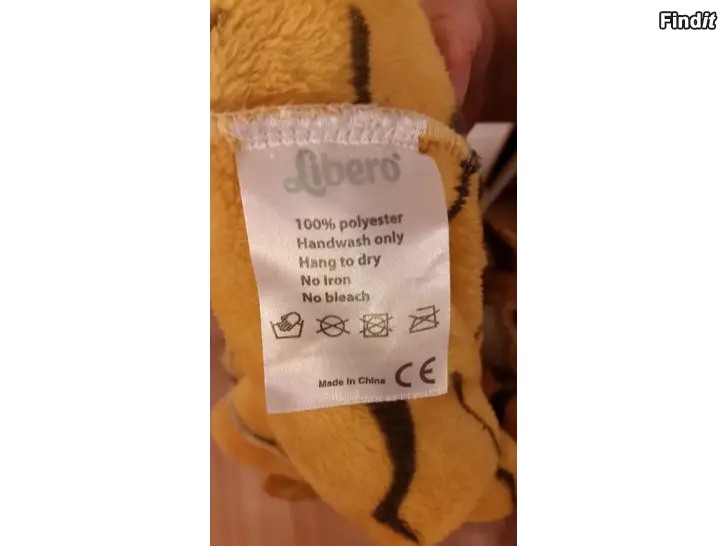 Findit
Libero
100% polyester
Handwash only
Hang to dry
No iron
No bleach
Made in China CE